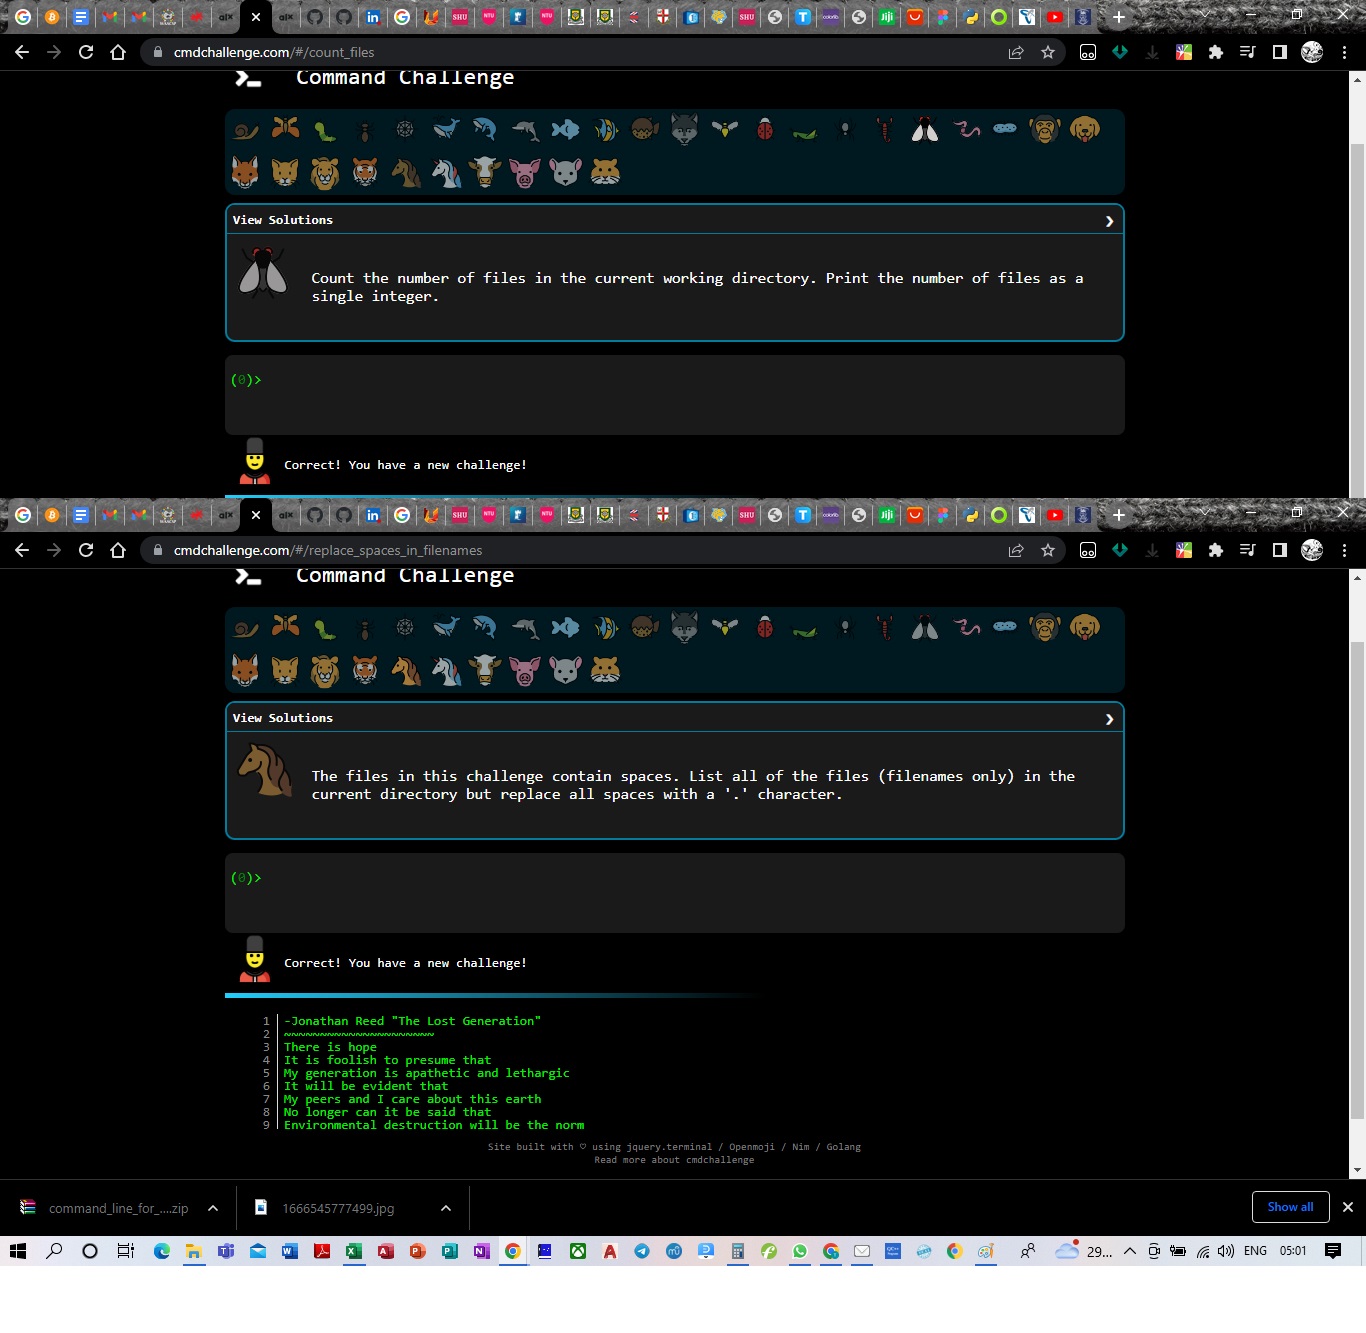 cmdchallenge.com/#/count_files
Command Challenge
View Solutions
Count the number of files in the current working directory. Print the number of files as a
single integer.
(0)>
Correct! You have a new challenge!
cmdchallenge.com/#/replace_spaces_in_filenames
Command Challenge
View Solutions
The files in this challenge contain spaces. List all of the files (filenames only) in the
current directory but replace all spaces with a '.' character.
(0)>
Correct! You have a new challenge!
1 -Jonathan Reed "The Lost Generation"
2 ~~~~~~~~~~~~~~~~~~~~~
3 There is hope
4 It is foolish to presume that
5 My generation is apathetic and lethargic
6 It will be evident that
7 My peers and I care about this earth
8 No longer can it be said that
9 Environmental destruction will be the norm
Site built with ♡ using jquery.terminal / Openmoji / Nim / Golang
Read more about cmdchallenge
command_line_for_....zip
1666545777499.jpg
Show all
29... ENG 05:01